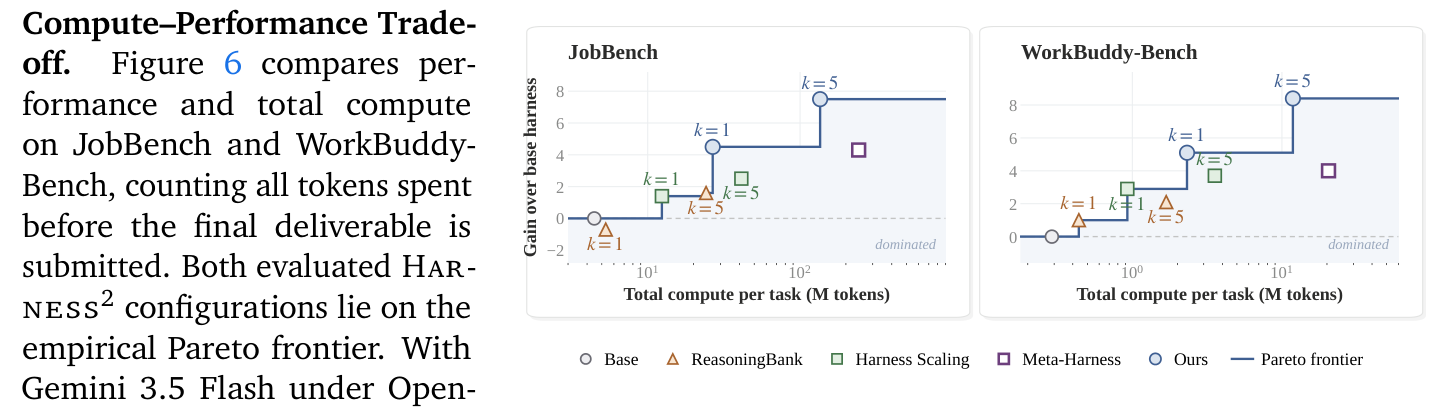 Compute–Performance Trade-
off. Figure 6 compares per-
formance and total compute
on JobBench and WorkBuddy-
Bench, counting all tokens spent
before the final deliverable is
submitted. Both evaluated HAR-
NESS² configurations lie on the
empirical Pareto frontier. With
Gemini 3.5 Flash under Open-
JobBench
Gain over base harness
8
6
4
2
0
−2
k=5
k=1
k=1
k=5
k=5
k=1
dominated
10¹ 10²
Total compute per task (M tokens)
WorkBuddy-Bench
8
6
4
2
0
k=5
k=1
k=5
k=1
k=1
k=5
dominated
10⁰ 10¹
Total compute per task (M tokens)
Base ReasoningBank Harness Scaling Meta-Harness Ours Pareto frontier